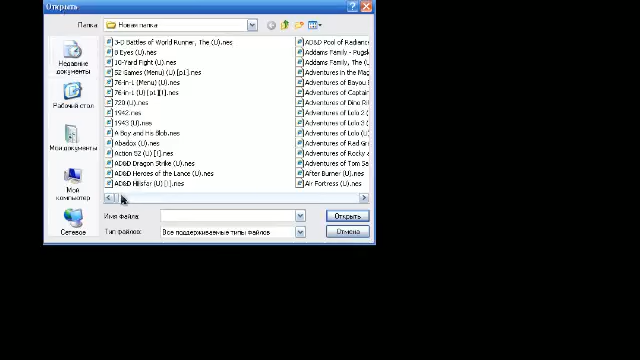 Открыть
Папка: Новая папка
3-D Battles of World Runner, The (U).nes
8 Eyes (U).nes
10-Yard Fight (U).nes
52 Games (Menu) (U) [p1].nes
76-in-1 (Menu) (U).nes
76-in-1 (U) [p1][!].nes
720 (U).nes
1942.nes
1943 (U).nes
A Boy and His Blob.nes
Abadox (U).nes
Action 52 (U) [!].nes
AD&D Dragon Strike (U).nes
AD&D Heroes of the Lance (U).nes
AD&D Hillsfar (U) [!].nes
AD&D Pool of Radiance
Addams Family - Pugs
Addams Family, The (U
Adventures in the Mag
Adventures of Bayou B
Adventures of Captain
Adventures of Dino Ri
Adventures of Lolo 2 (
Adventures of Lolo 3 (
Adventures of Lolo (U)
Adventures of Rad Gra
Adventures of Rocky a
Adventures of Tom Sa
After Burner (U).nes
Air Fortress (U).nes
Недавние документы
Рабочий стол
Мои документы
Мой компьютер
Сетевое
Имя файла:
Открыть
Тип файлов: Все поддерживаемые типы файлов
Отмена